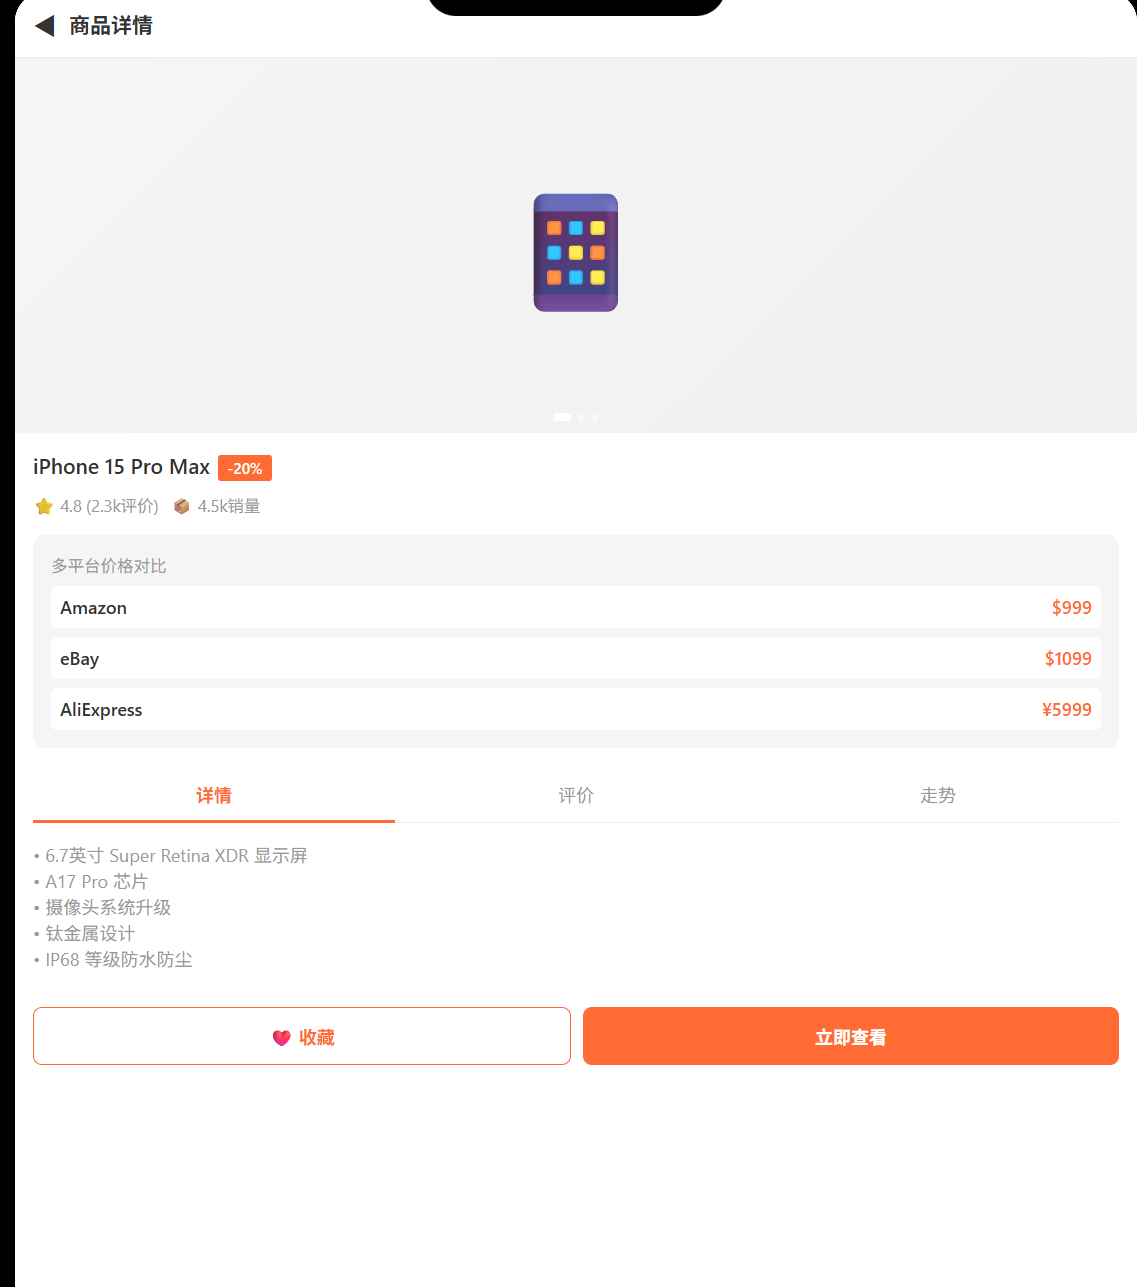 商品详情
iPhone 15 Pro Max -20%
4.8 (2.3k评价) 4.5k销量
多平台价格对比
Amazon $999
eBay $1099
AliExpress ¥5999
详情 评价 走势
• 6.7英寸 Super Retina XDR 显示屏
• A17 Pro 芯片
• 摄像头系统升级
• 钛金属设计
• IP68 等级防水防尘
收藏 立即查看